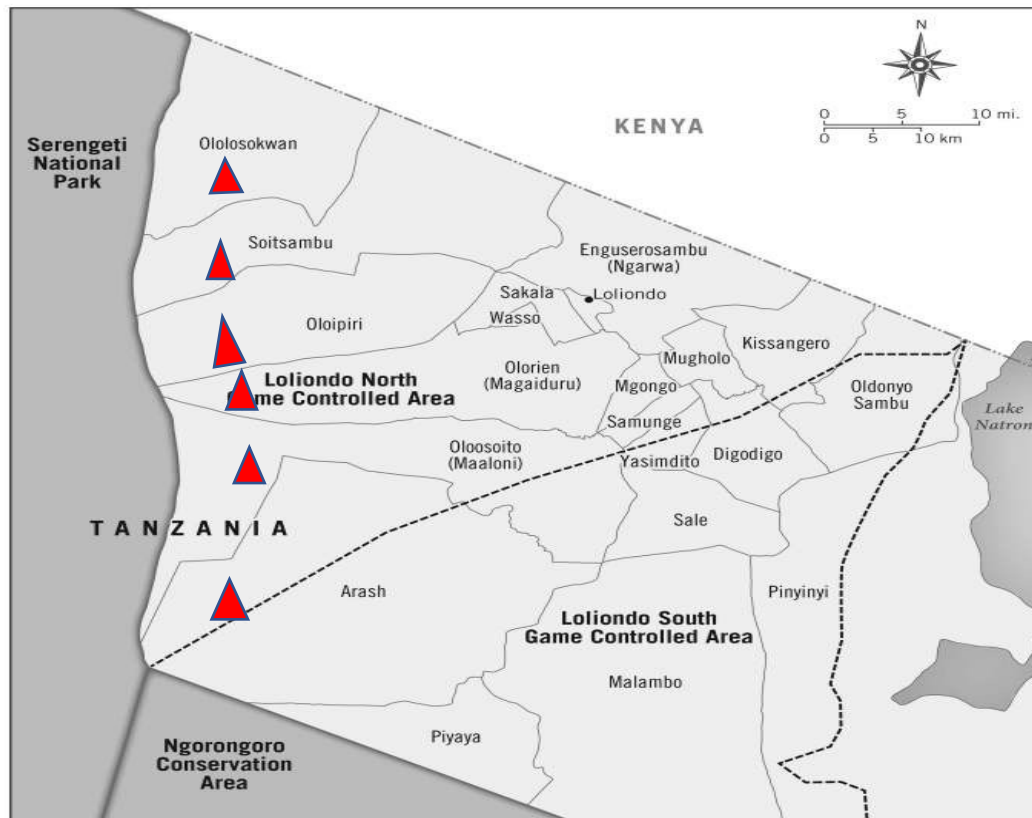 N
0 5 10 mi.
0 5 10 km
KENYA
Serengeti
National
Park
Ololosokwan
Soitsambu
Enguserosambu
(Ngarwa)
Sakala
Loliondo
Wasso
Oloipiri
Kissangero
Mugholo
Olorien
(Magaiduru)
Loliondo North
Game Controlled Area
Mgongo
Oldonyo
Sambu
Lake
Natron
Samunge
Oloosoito
(Maaloni)
Yasimdito
Digodigo
TANZANIA
Sale
Arash
Pinyinyi
Loliondo South
Game Controlled Area
Malambo
Piyaya
Ngorongoro
Conservation
Area